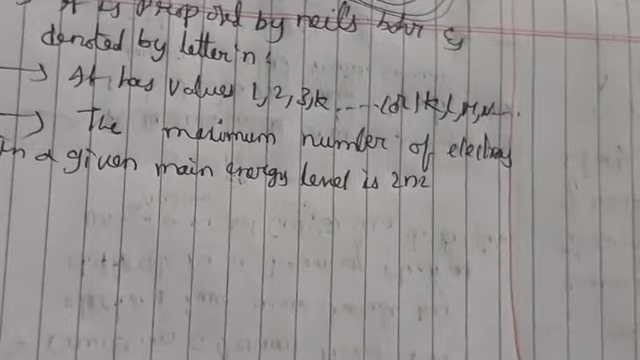 It is proposed by neils bohr &
denoted by letter 'n'
→ It has values 1,2,3,k.....(or) K,L,M,N...
→ The maximum number of electrons
in a given main energy level is 2n2